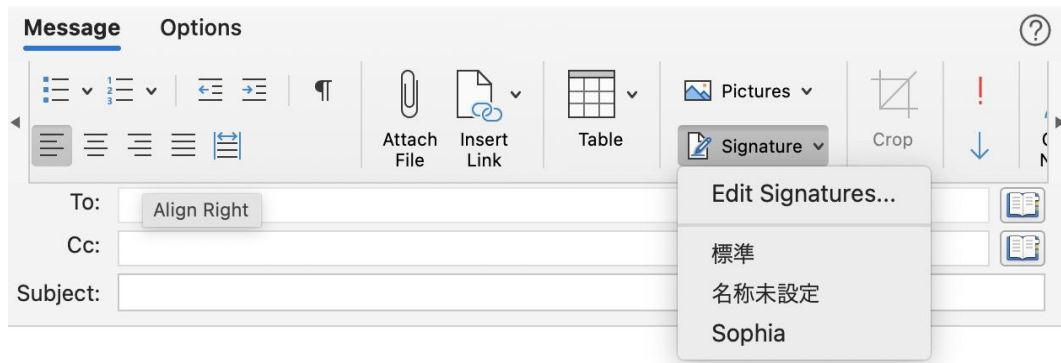 Message Options
Pictures
Attach File
Insert Link
Table
Signature
Crop
To:
Align Right
Cc:
Subject:
Edit Signatures...
標準
名称未設定
Sophia